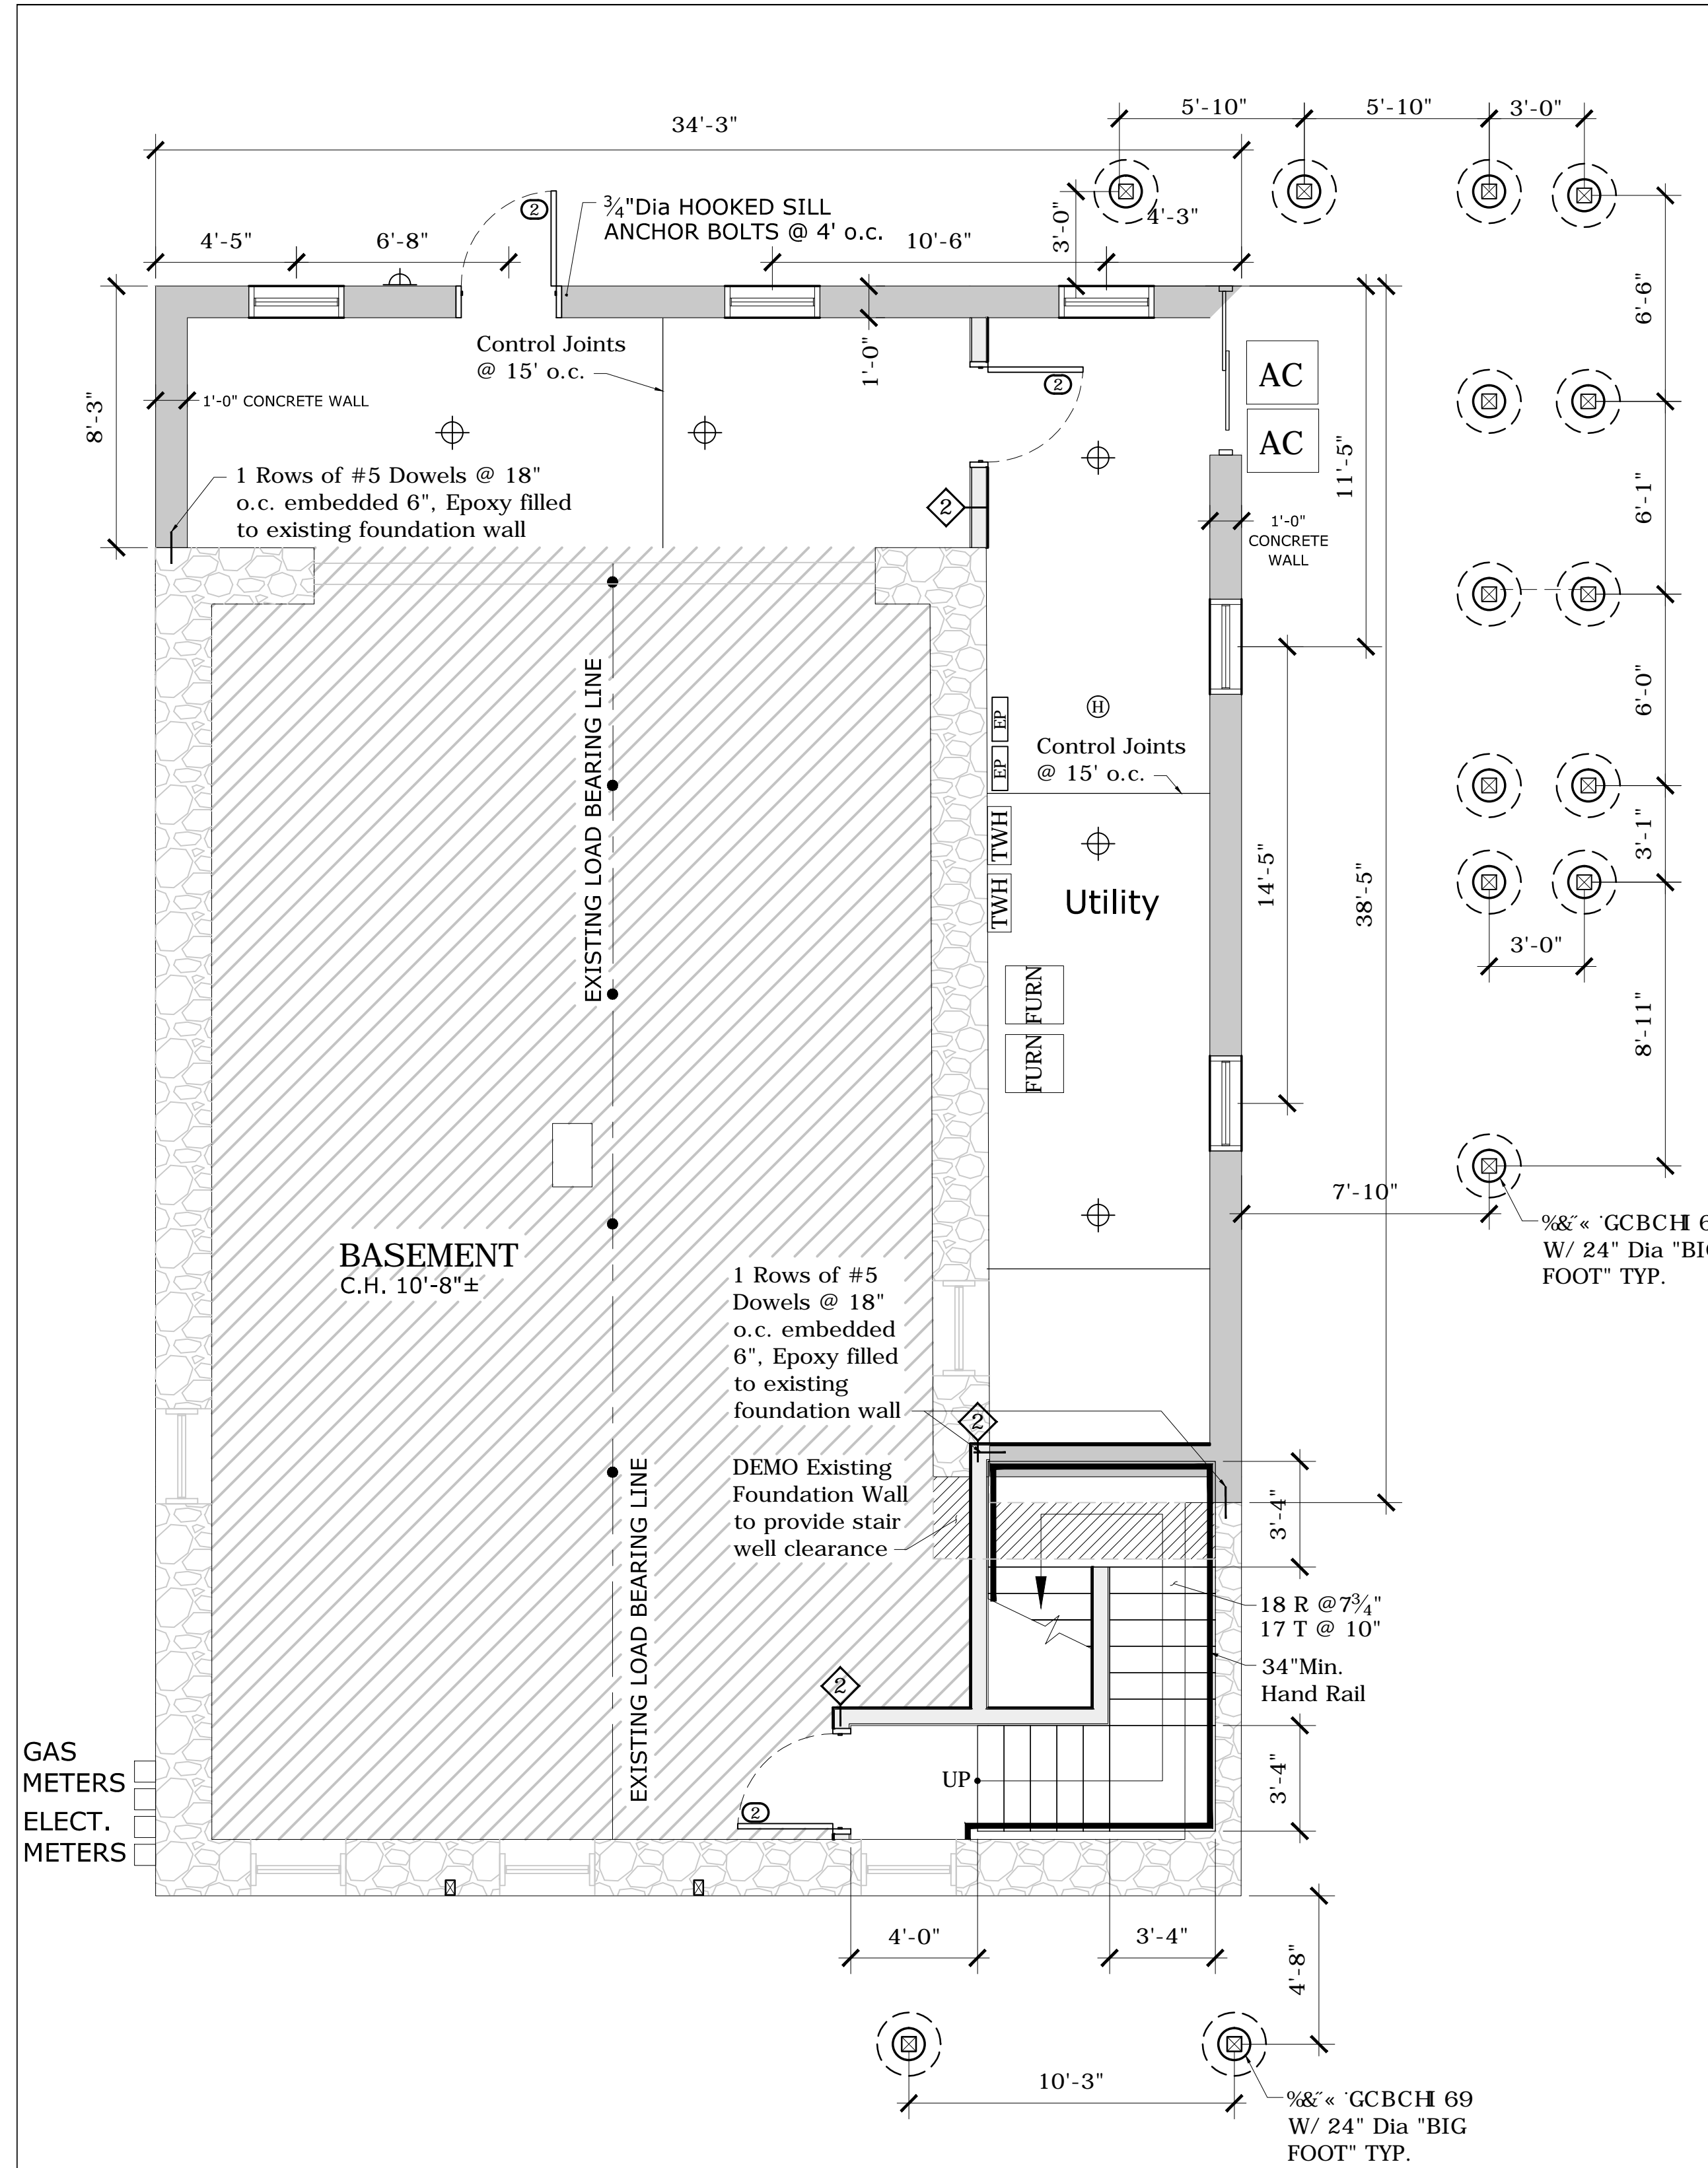 5'-10"
5'-10"
3'-0"
34'-3"
¾"Dia HOOKED SILL
ANCHOR BOLTS @ 4' o.c.
2
4'-5"
6'-8"
10'-6"
3'-0"
4'-3"
6'-6"
Control Joints
@ 15' o.c.
1'-0"
2
AC
AC
8'-3"
1'-0" CONCRETE WALL
11'-5"
1 Rows of #5 Dowels @ 18"
o.c. embedded 6", Epoxy filled
to existing foundation wall
2
1'-0"
CONCRETE
WALL
6'-1"
EXISTING LOAD BEARING LINE
EP
EP
H
Control Joints
@ 15' o.c.
6'-0"
TWH
TWH
Utility
14'-5"
38'-5"
3'-1"
3'-0"
FURN
FURN
8'-11"
7'-10"
W/ 24" Dia "BIG
FOOT" TYP.
BASEMENT
C.H. 10'-8"±
1 Rows of #5
Dowels @ 18"
o.c. embedded
6", Epoxy filled
to existing
foundation wall
2
DEMO Existing
Foundation Wall
to provide stair
well clearance
EXISTING LOAD BEARING LINE
3'-4"
18 R @7¾"
17 T @ 10"
34"Min.
Hand Rail
2
GAS
METERS
ELECT.
METERS
UP
2
3'-4"
4'-0"
3'-4"
4'-8"
10'-3"
%&˝« ˙GCBCHI 69
W/ 24" Dia "BIG
FOOT" TYP.